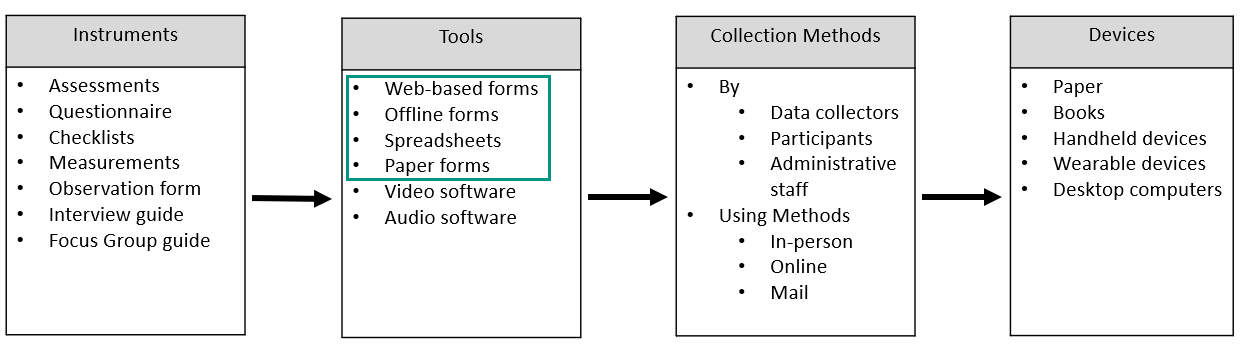 Instruments
• Assessments
• Questionnaire
• Checklists
• Measurements
• Observation form
• Interview guide
• Focus Group guide
Tools
• Web-based forms
• Offline forms
• Spreadsheets
• Paper forms
• Video software
• Audio software
Collection Methods
• By
• Data collectors
• Participants
• Administrative
staff
• Using Methods
• In-person
• Online
• Mail
Devices
• Paper
• Books
• Handheld devices
• Wearable devices
• Desktop computers